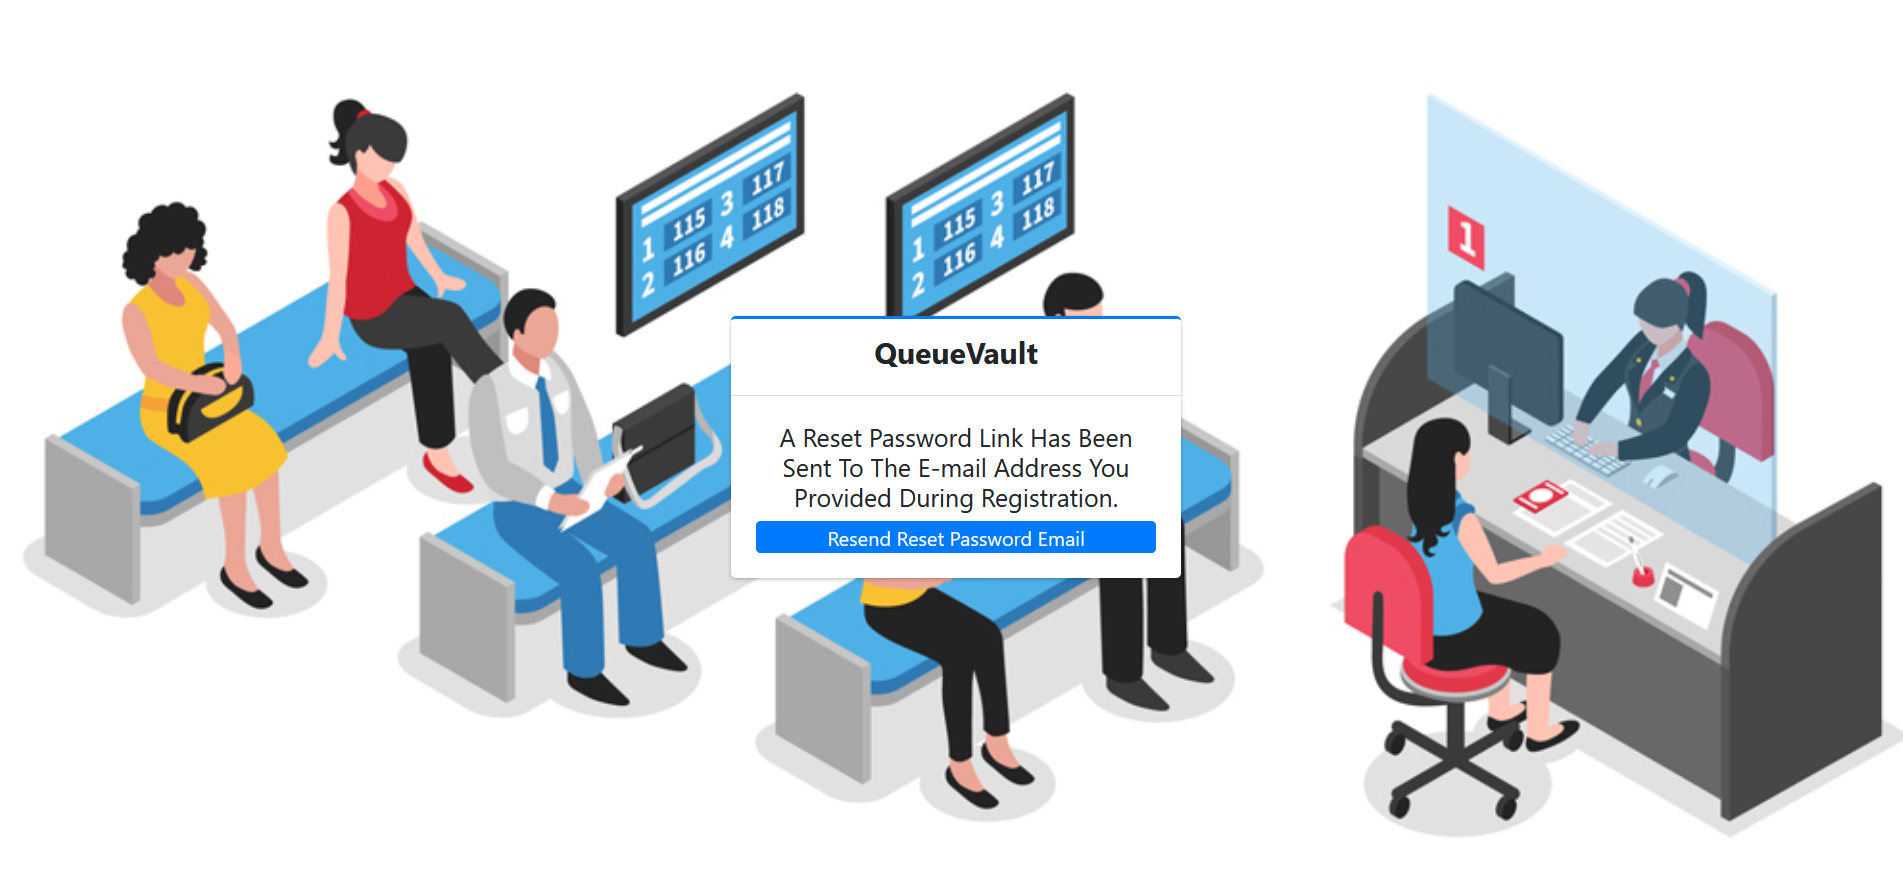 1 115 3 117
2 116 4 118
1 115 3 117
2 116 4 118
1
QueueVault
A Reset Password Link Has Been
Sent To The E-mail Address You
Provided During Registration.
Resend Reset Password Email